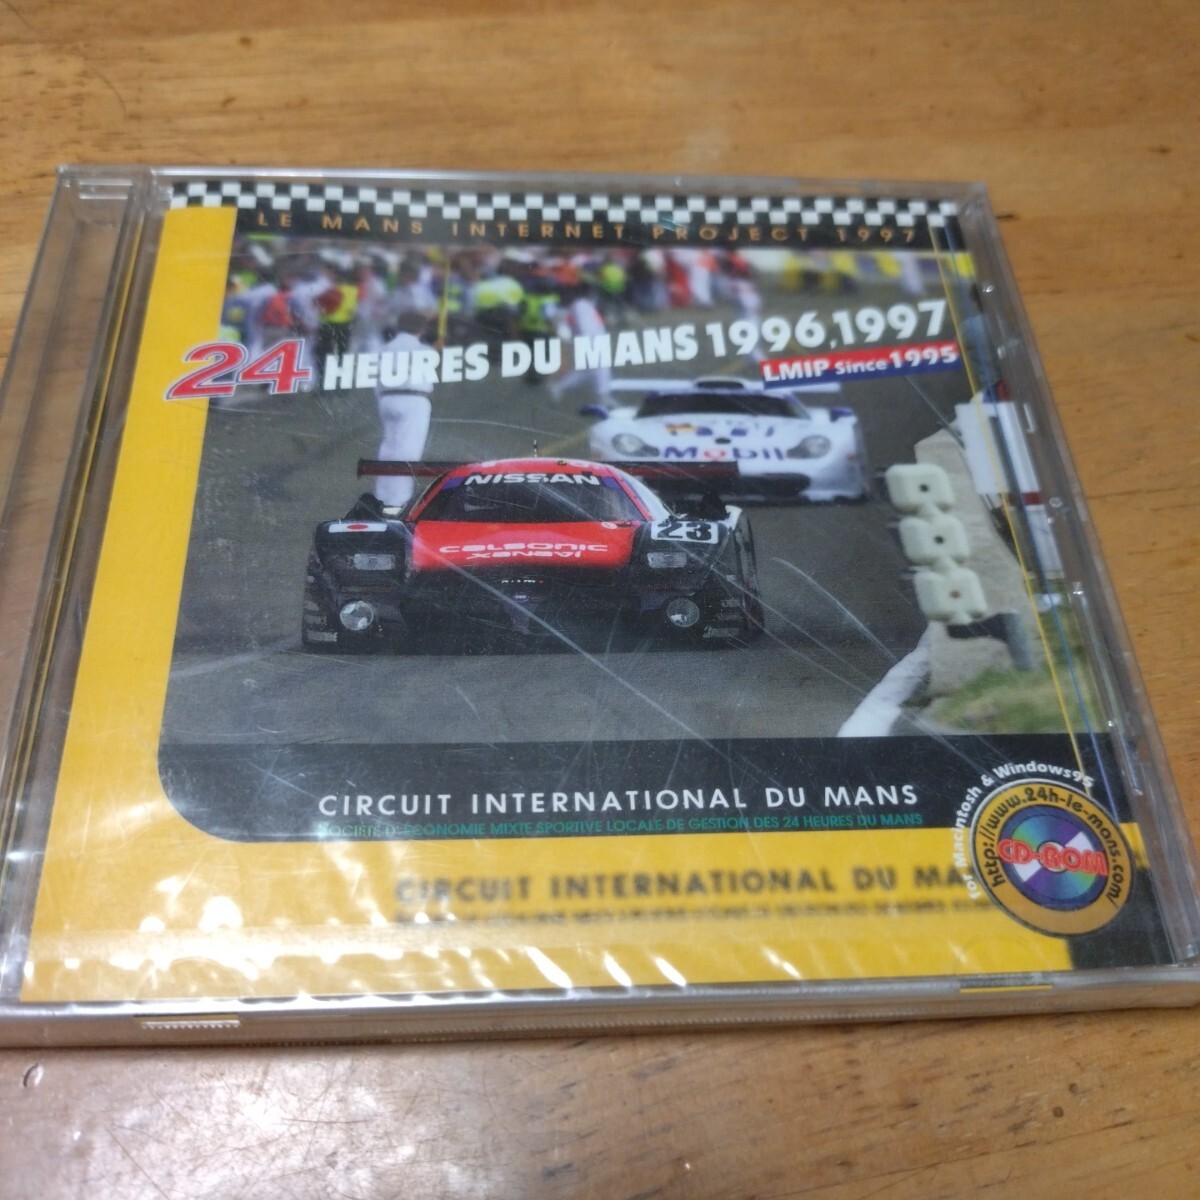 LE MANS INTERNET PROJECT 1997
24 HEURES DU MANS 1996,1997
LMIP Since 1995
Mobil
NISSAN
23
calsonic
xanavi
CIRCUIT INTERNATIONAL DU MANS
SOCIETE D'ECONOMIE MIXTE SPORTIVE LOCALE DE GESTION DES 24 HEURES DU MANS
for Macintosh & Windows95
http://www.24h-le-mans.com/
CD-ROM
CIRCUIT INTERNATIONAL DU MA